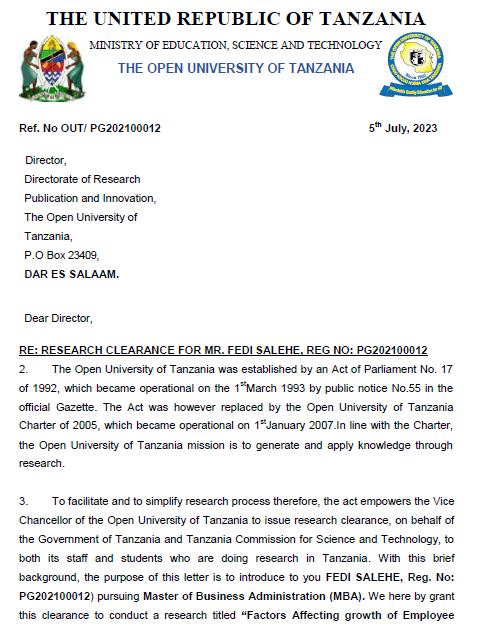 THE UNITED REPUBLIC OF TANZANIA
MINISTRY OF EDUCATION, SCIENCE AND TECHNOLOGY
THE OPEN UNIVERSITY OF TANZANIA
Ref. No OUT/ PG202100012 5th July, 2023
Director,
Directorate of Research
Publication and Innovation,
The Open University of
Tanzania,
P.O Box 23409,
DAR ES SALAAM.
Dear Director,
RE: RESEARCH CLEARANCE FOR MR. FEDI SALEHE, REG NO: PG202100012
2. The Open University of Tanzania was established by an Act of Parliament No. 17
of 1992, which became operational on the 1stMarch 1993 by public notice No.55 in the
official Gazette. The Act was however replaced by the Open University of Tanzania
Charter of 2005, which became operational on 1stJanuary 2007.In line with the Charter,
the Open University of Tanzania mission is to generate and apply knowledge through
research.
3. To facilitate and to simplify research process therefore, the act empowers the Vice
Chancellor of the Open University of Tanzania to issue research clearance, on behalf of
the Government of Tanzania and Tanzania Commission for Science and Technology, to
both its staff and students who are doing research in Tanzania. With this brief
background, the purpose of this letter is to introduce to you FEDI SALEHE, Reg. No:
PG202100012) pursuing Master of Business Administration (MBA). We here by grant
this clearance to conduct a research titled “Factors Affecting growth of Employee